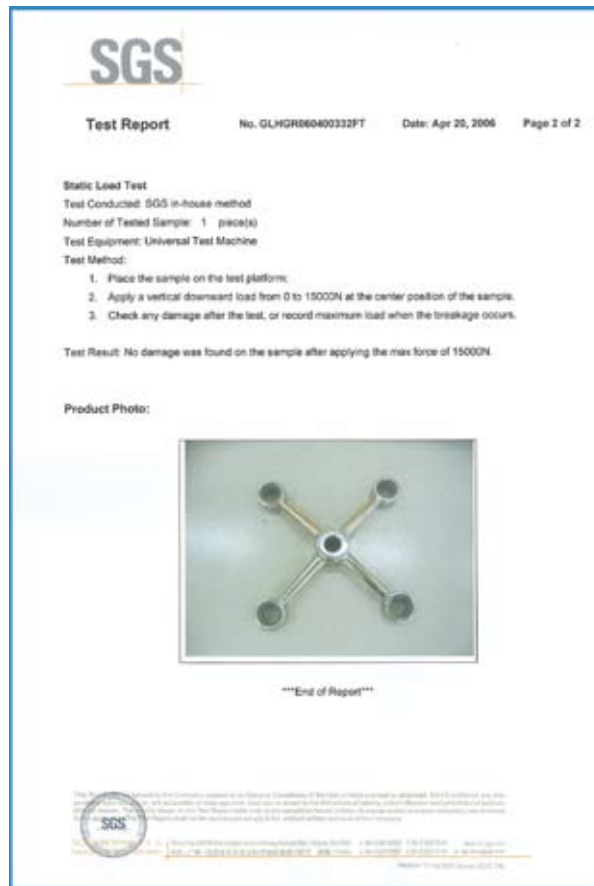 SGS
Test Report No. GLHGR060400332FT Date: Apr 20, 2006 Page 2 of 2
Static Load Test
Test Conducted: SGS in-house method
Number of Tested Sample: 1 piece(s)
Test Equipment: Universal Test Machine
Test Method:
1. Place the sample on the test platform;
2. Apply a vertical downward load from 0 to 15000N at the center position of the sample.
3. Check any damage after the test, or record maximum load when the breakage occurs.
Test Result: No damage was found on the sample after applying the max force of 15000N.
Product Photo:
***End of Report***
SGS